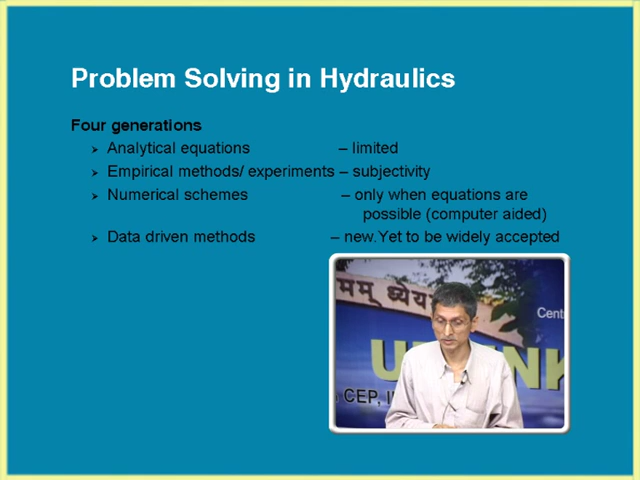 Problem Solving in Hydraulics
Four generations
➢ Analytical equations – limited
➢ Empirical methods/ experiments – subjectivity
➢ Numerical schemes – only when equations are
possible (computer aided)
➢ Data driven methods – new.Yet to be widely accepted
मम् ध्येय
Cent
CEP, I